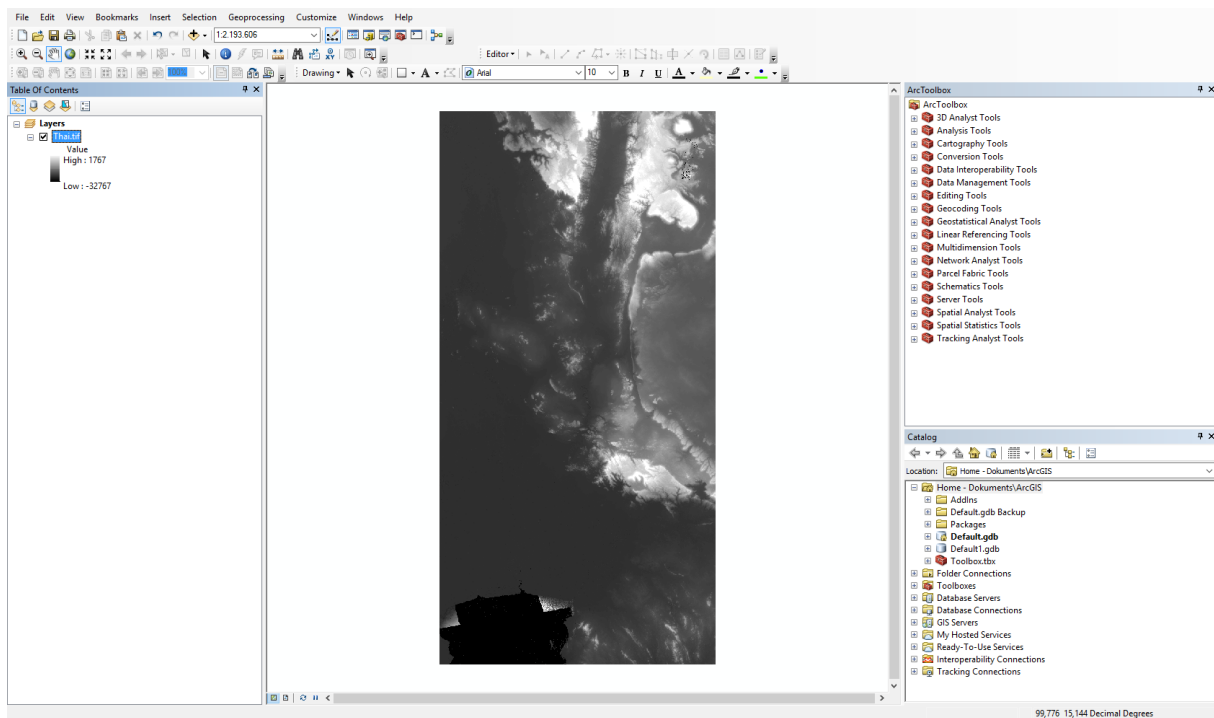 File Edit View Bookmarks Insert Selection Geoprocessing Customize Windows Help
1:2.193.606
Editor
100%
Drawing A Arial 10 B I U A
Table Of Contents
Layers
Thai.tif
Value
High : 1767
Low : -32767
ArcToolbox
ArcToolbox
3D Analyst Tools
Analysis Tools
Cartography Tools
Conversion Tools
Data Interoperability Tools
Data Management Tools
Editing Tools
Geocoding Tools
Geostatistical Analyst Tools
Linear Referencing Tools
Multidimension Tools
Network Analyst Tools
Parcel Fabric Tools
Schematics Tools
Server Tools
Spatial Analyst Tools
Spatial Statistics Tools
Tracking Analyst Tools
Catalog
Location: Home - Dokuments\ArcGIS
Home - Dokuments\ArcGIS
AddIns
Default.gdb Backup
Packages
Default.gdb
Default1.gdb
Toolbox.tbx
Folder Connections
Toolboxes
Database Servers
Database Connections
GIS Servers
My Hosted Services
Ready-To-Use Services
Interoperability Connections
Tracking Connections
99,776 15,144 Decimal Degrees